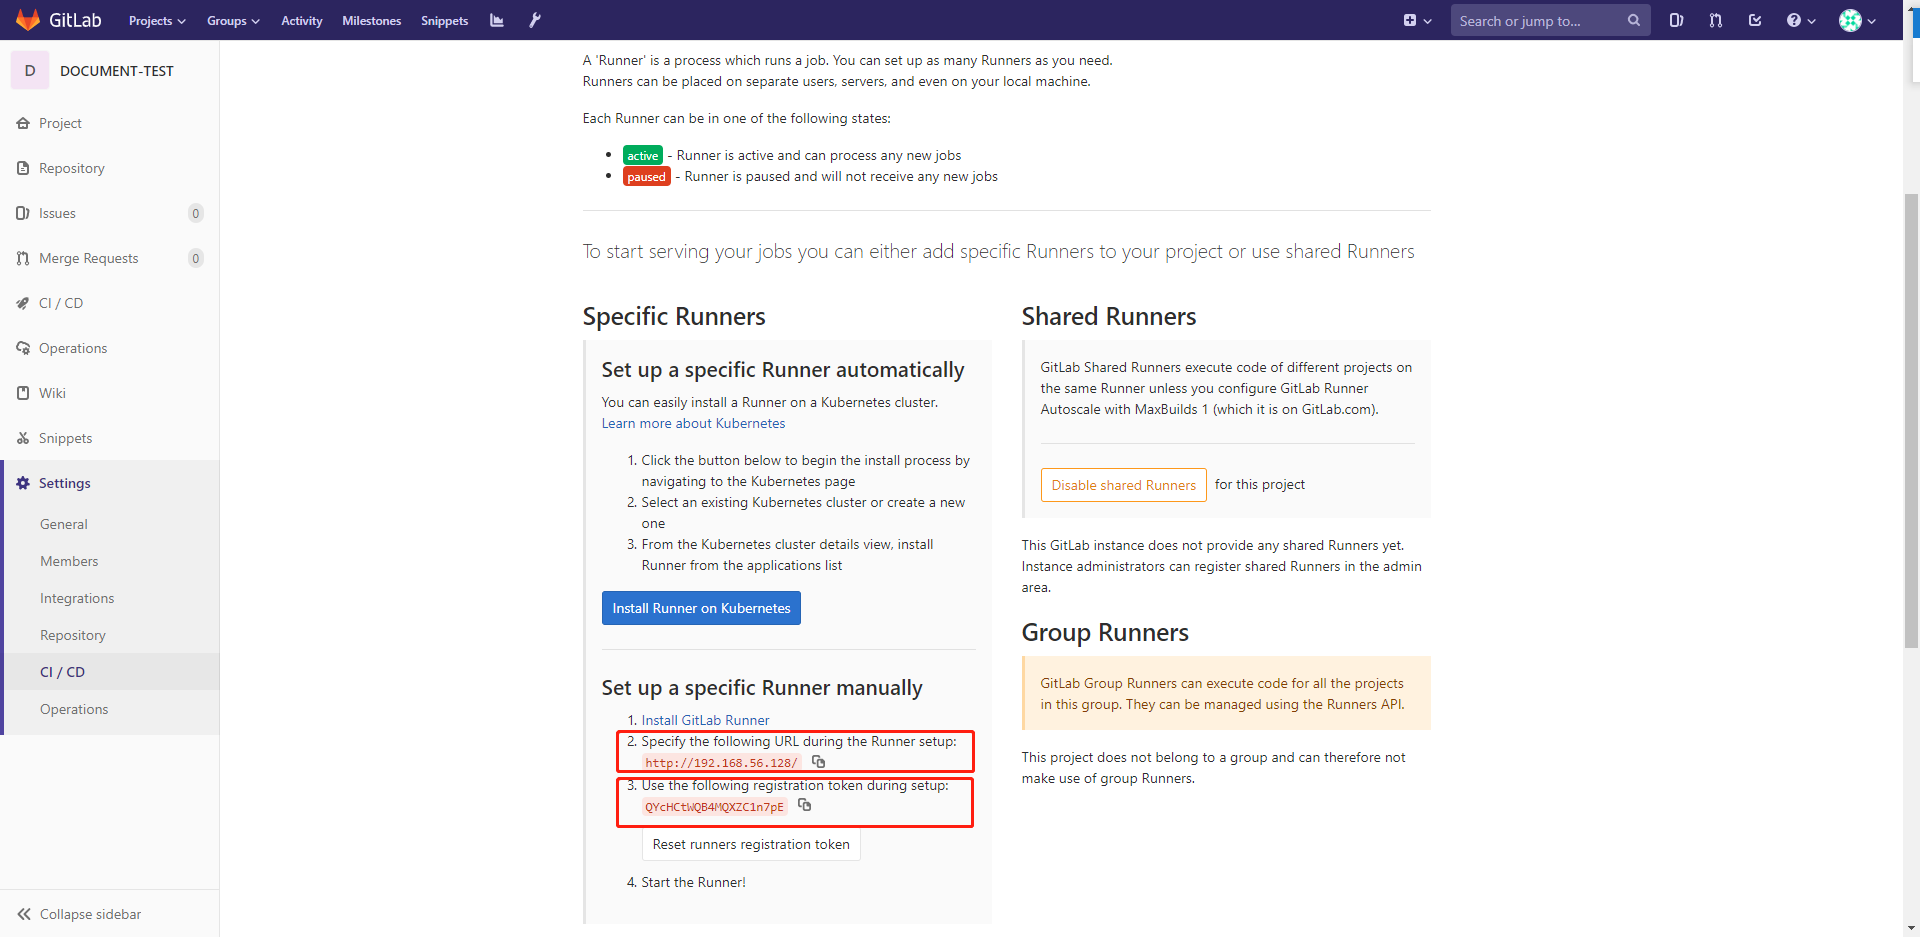 GitLab Projects Groups Activity Milestones Snippets Search or jump to...
D DOCUMENT-TEST
Project
Repository
Issues 0
Merge Requests 0
CI / CD
Operations
Wiki
Snippets
Settings
General
Members
Integrations
Repository
CI / CD
Operations
Collapse sidebar
A 'Runner' is a process which runs a job. You can set up as many Runners as you need.
Runners can be placed on separate users, servers, and even on your local machine.
Each Runner can be in one of the following states:
active - Runner is active and can process any new jobs
paused - Runner is paused and will not receive any new jobs
To start serving your jobs you can either add specific Runners to your project or use shared Runners
Specific Runners
Set up a specific Runner automatically
You can easily install a Runner on a Kubernetes cluster.
Learn more about Kubernetes
1. Click the button below to begin the install process by
navigating to the Kubernetes page
2. Select an existing Kubernetes cluster or create a new
one
3. From the Kubernetes cluster details view, install
Runner from the applications list
Install Runner on Kubernetes
Set up a specific Runner manually
1. Install GitLab Runner
2. Specify the following URL during the Runner setup:
http://192.168.56.128/
3. Use the following registration token during setup:
QYcHCtWQB4MQXZC1n7pE
Reset runners registration token
4. Start the Runner!
Shared Runners
GitLab Shared Runners execute code of different projects on
the same Runner unless you configure GitLab Runner
Autoscale with MaxBuilds 1 (which it is on GitLab.com).
Disable shared Runners for this project
This GitLab instance does not provide any shared Runners yet.
Instance administrators can register shared Runners in the admin
area.
Group Runners
GitLab Group Runners can execute code for all the projects
in this group. They can be managed using the Runners API.
This project does not belong to a group and can therefore not
make use of group Runners.